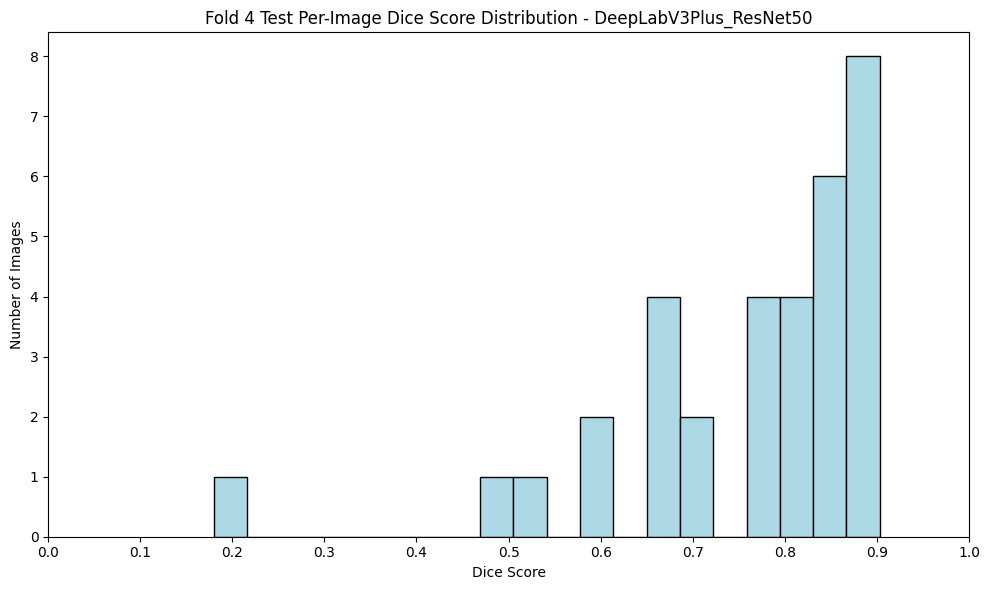 Fold 4 Test Per-Image Dice Score Distribution - DeepLabV3Plus_ResNet50
Number of Images
8
7
6
5
4
3
2
1
0
0.0 0.1 0.2 0.3 0.4 0.5 0.6 0.7 0.8 0.9 1.0
Dice Score